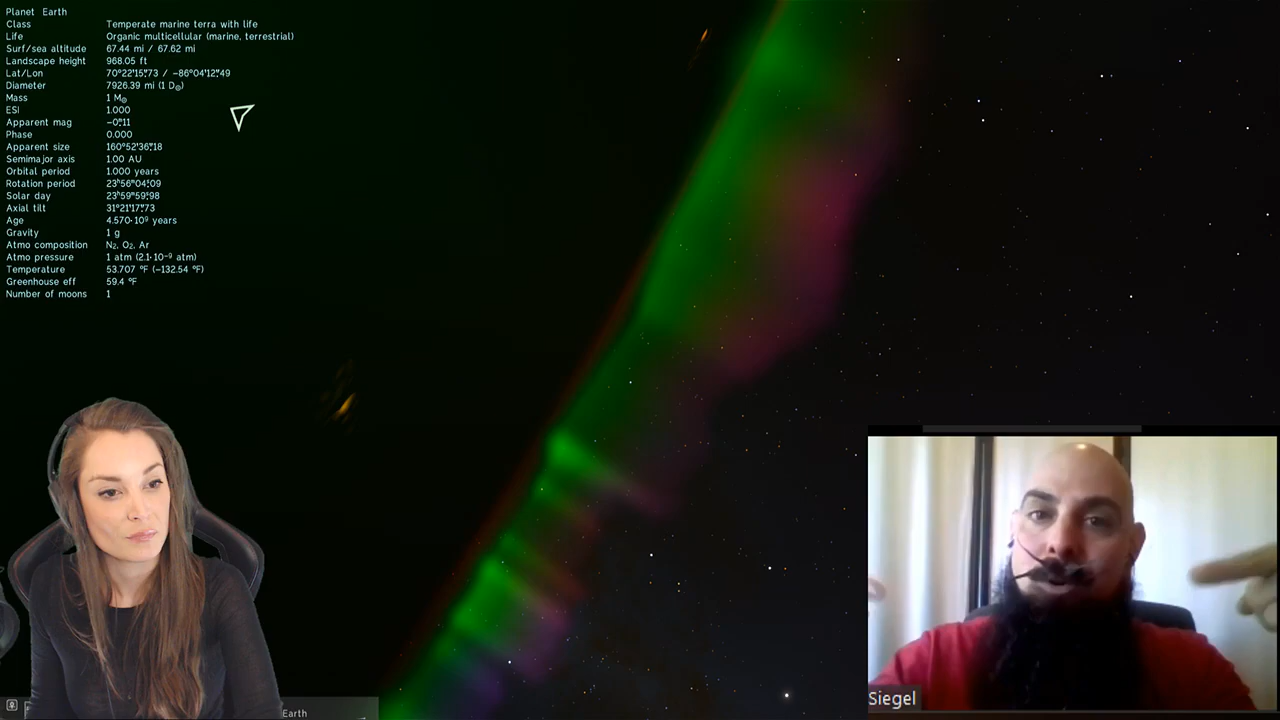 Planet Earth
Class Temperate marine terra with life
Life Organic multicellular (marine, terrestrial)
Surf/sea altitude 67.44 mi / 67.62 mi
Landscape height 968.05 ft
Lat/Lon 70°22'15."73 / −86°04'12."49
Diameter 7926.39 mi (1 D⊕)
Mass 1 M⊕
ESI 1.000
Apparent mag −0.ᵐ11
Phase 0.000
Apparent size 160°52'36."18
Semimajor axis 1.00 AU
Orbital period 1.000 years
Rotation period 23ʰ56ᵐ04.ˢ09
Solar day 23ʰ59ᵐ59.ˢ98
Axial tilt 31°21'17."73
Age 4.570·10⁹ years
Gravity 1 g
Atmo composition N₂, O₂, Ar
Atmo pressure 1 atm (2.1·10⁻⁹ atm)
Temperature 53.707 °F (−132.54 °F)
Greenhouse eff 59.4 °F
Number of moons 1
Siegel
Earth